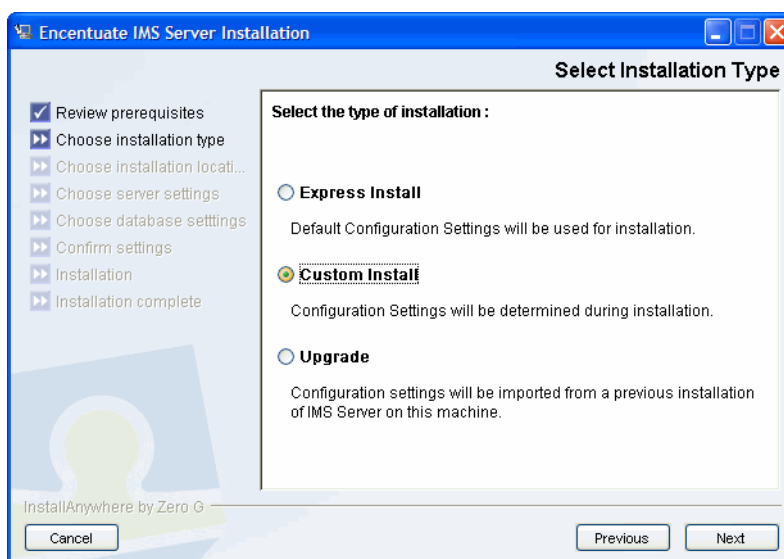 Encentuate IMS Server Installation
Select Installation Type
Review prerequisites
Choose installation type
Choose installation locati...
Choose server settings
Choose database setttings
Confirm settings
Installation
Installation complete
Select the type of installation :
Express Install
Default Configuration Settings will be used for installation.
Custom Install
Configuration Settings will be determined during installation.
Upgrade
Configuration settings will be imported from a previous installation
of IMS Server on this machine.
InstallAnywhere by Zero G
Cancel
Previous
Next